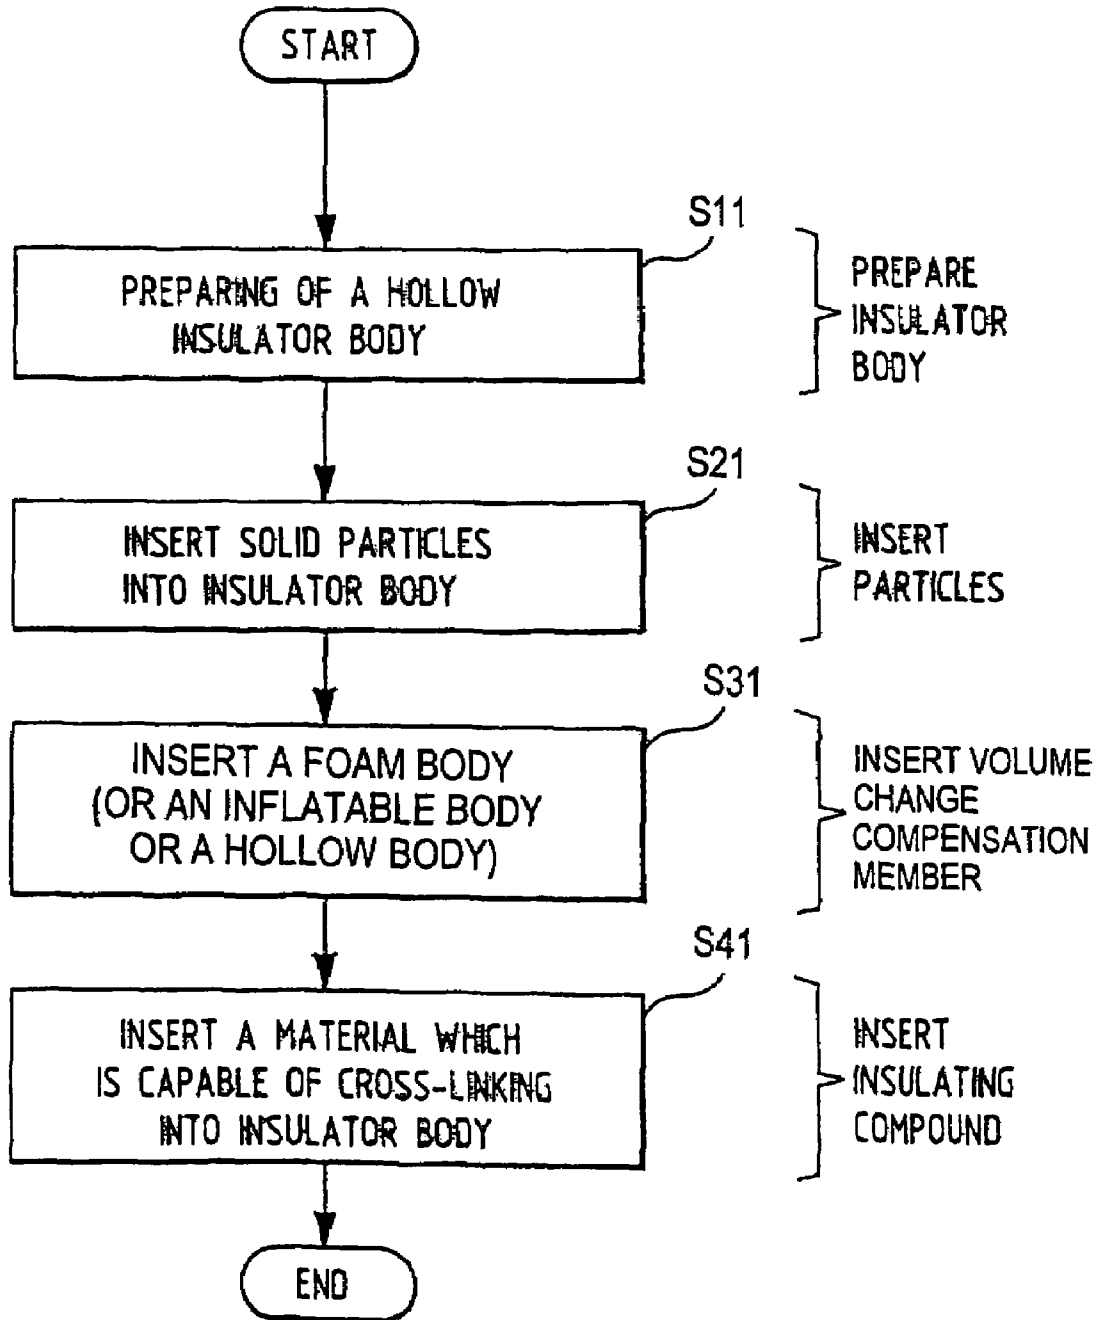 START
S11
PREPARING OF A HOLLOW
INSULATOR BODY
PREPARE
INSULATOR
BODY
S21
INSERT SOLID PARTICLES
INTO INSULATOR BODY
INSERT
PARTICLES
S31
INSERT A FOAM BODY
(OR AN INFLATABLE BODY
OR A HOLLOW BODY)
INSERT VOLUME
CHANGE
COMPENSATION
MEMBER
S41
INSERT A MATERIAL WHICH
IS CAPABLE OF CROSS-LINKING
INTO INSULATOR BODY
INSERT
INSULATING
COMPOUND
END